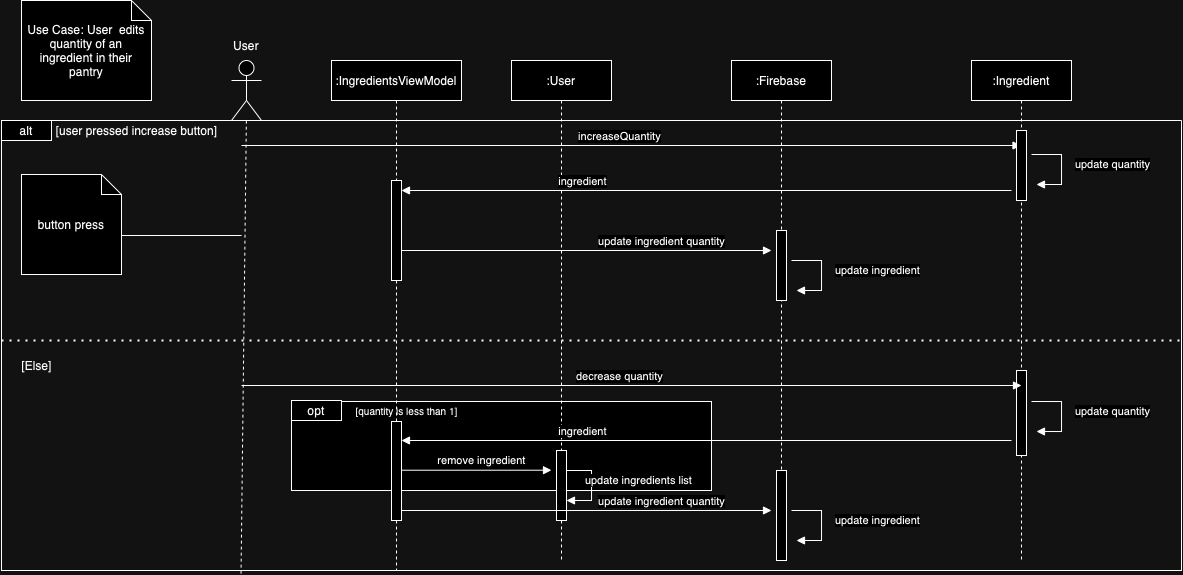 Use Case: User edits
quantity of an
ingredient in their
pantry
User
:IngredientsViewModel
:User
:Firebase
:Ingredient
alt
[user pressed increase button]
increaseQuantity
update quantity
ingredient
button press
update ingredient quantity
update ingredient
[Else]
decrease quantity
opt
[quantity is less than 1]
update quantity
ingredient
remove ingredient
update ingredients list
update ingredient quantity
update ingredient